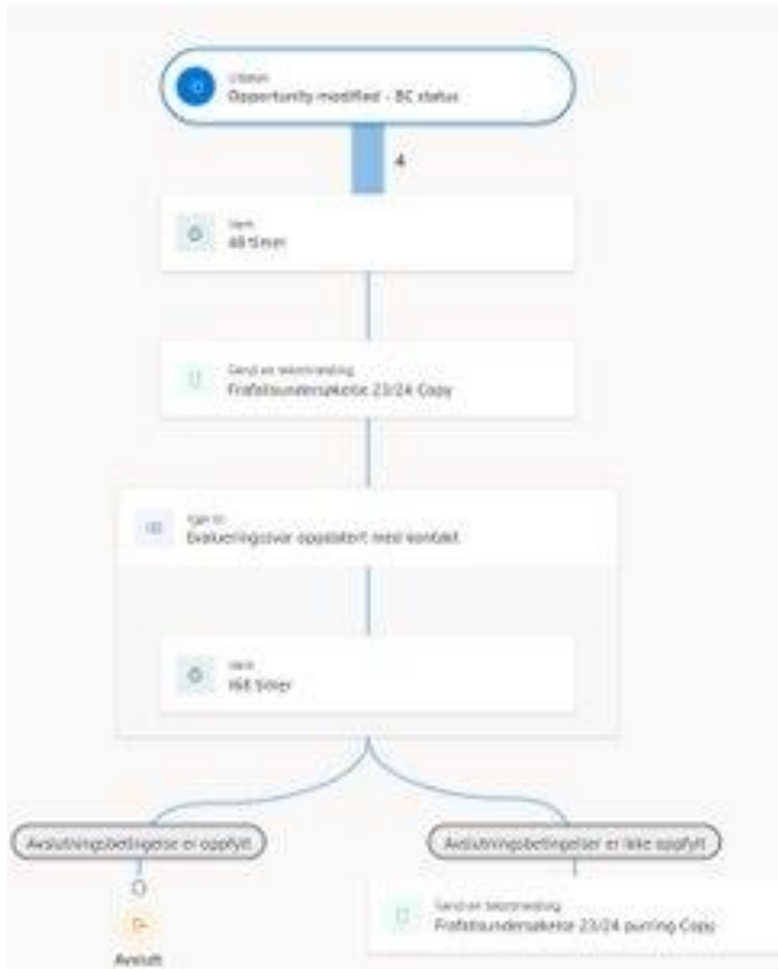 Utløser
Opportunity modified - BC status
4
Vent
48 timer
Send en tekstmelding
Frafallsundersøkelse 23/24 Copy
Evalueringssvar oppdatert med kontakt
Vent
168 timer
Avslutningsbetingelse er oppfylt
Avslutningsbetingelser er ikke oppfylt
Avslutt
Send en tekstmelding
Frafallsundersøkelse 23/24 purring Copy